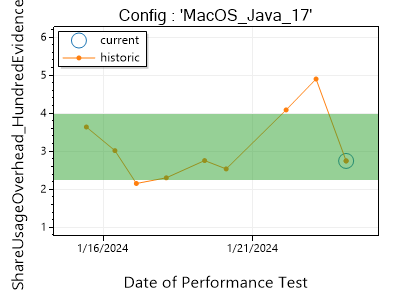 Config : 'MacOS_Java_17'
ShareUsageOverhead_HundredEvidence
current
historic
6
5
4
3
2
1
1/16/2024
1/21/2024
Date of Performance Test